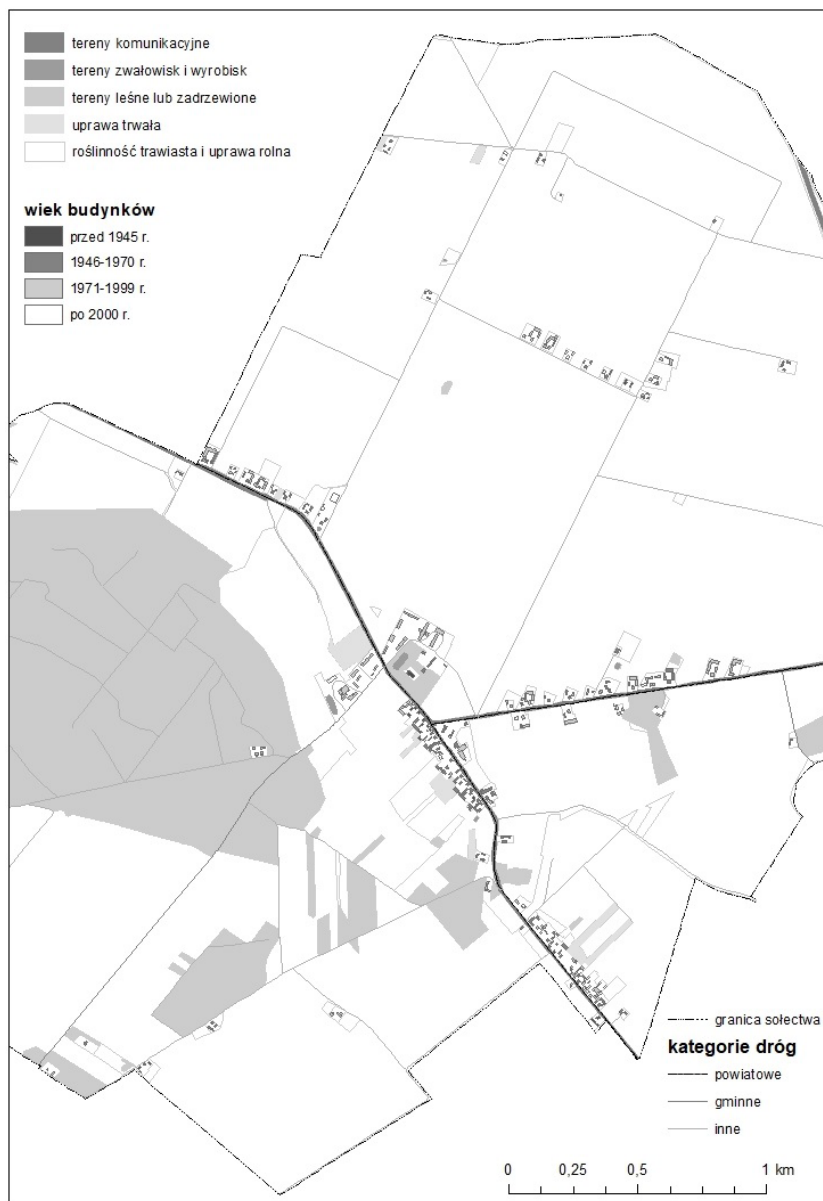 tereny komunikacyjne
tereny zwałowisk i wyrobisk
tereny leśne lub zadrzewione
uprawa trwała
roślinność trawiasta i uprawa rolna
wiek budynków
przed 1945 r.
1946-1970 r.
1971-1999 r.
po 2000 r.
granica sołectwa
kategorie dróg
powiatowe
gminne
inne
0 0,25 0,5 1 km